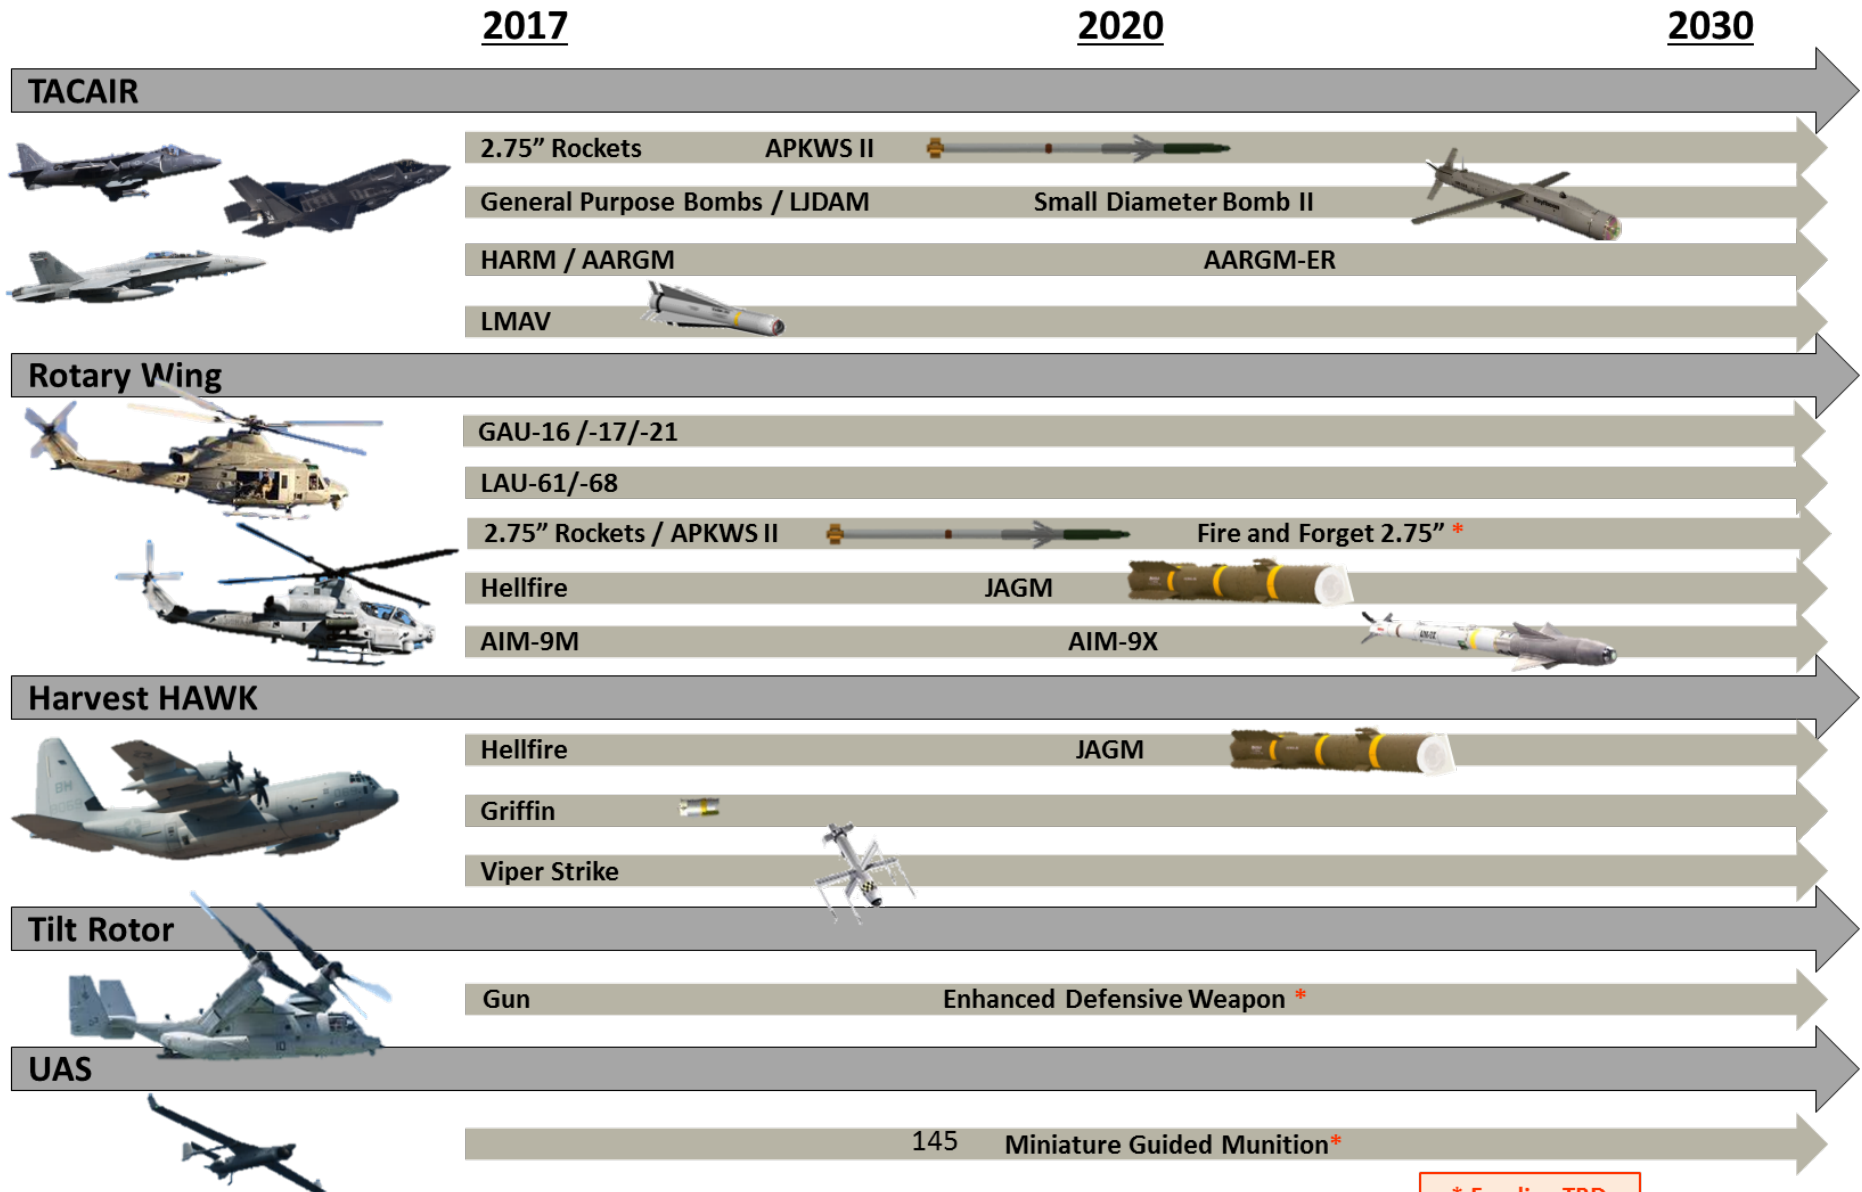 2017 2020 2030
TACAIR
2.75” Rockets APKWS II
General Purpose Bombs / LJDAM Small Diameter Bomb II
HARM / AARGM AARGM-ER
LMAV
Rotary Wing
GAU-16 /-17/-21
LAU-61/-68
2.75” Rockets / APKWS II Fire and Forget 2.75” *
Hellfire JAGM
AIM-9M AIM-9X
Harvest HAWK
Hellfire JAGM
Griffin
Viper Strike
Tilt Rotor
Gun Enhanced Defensive Weapon *
UAS
145 Miniature Guided Munition*
* Funding TBD